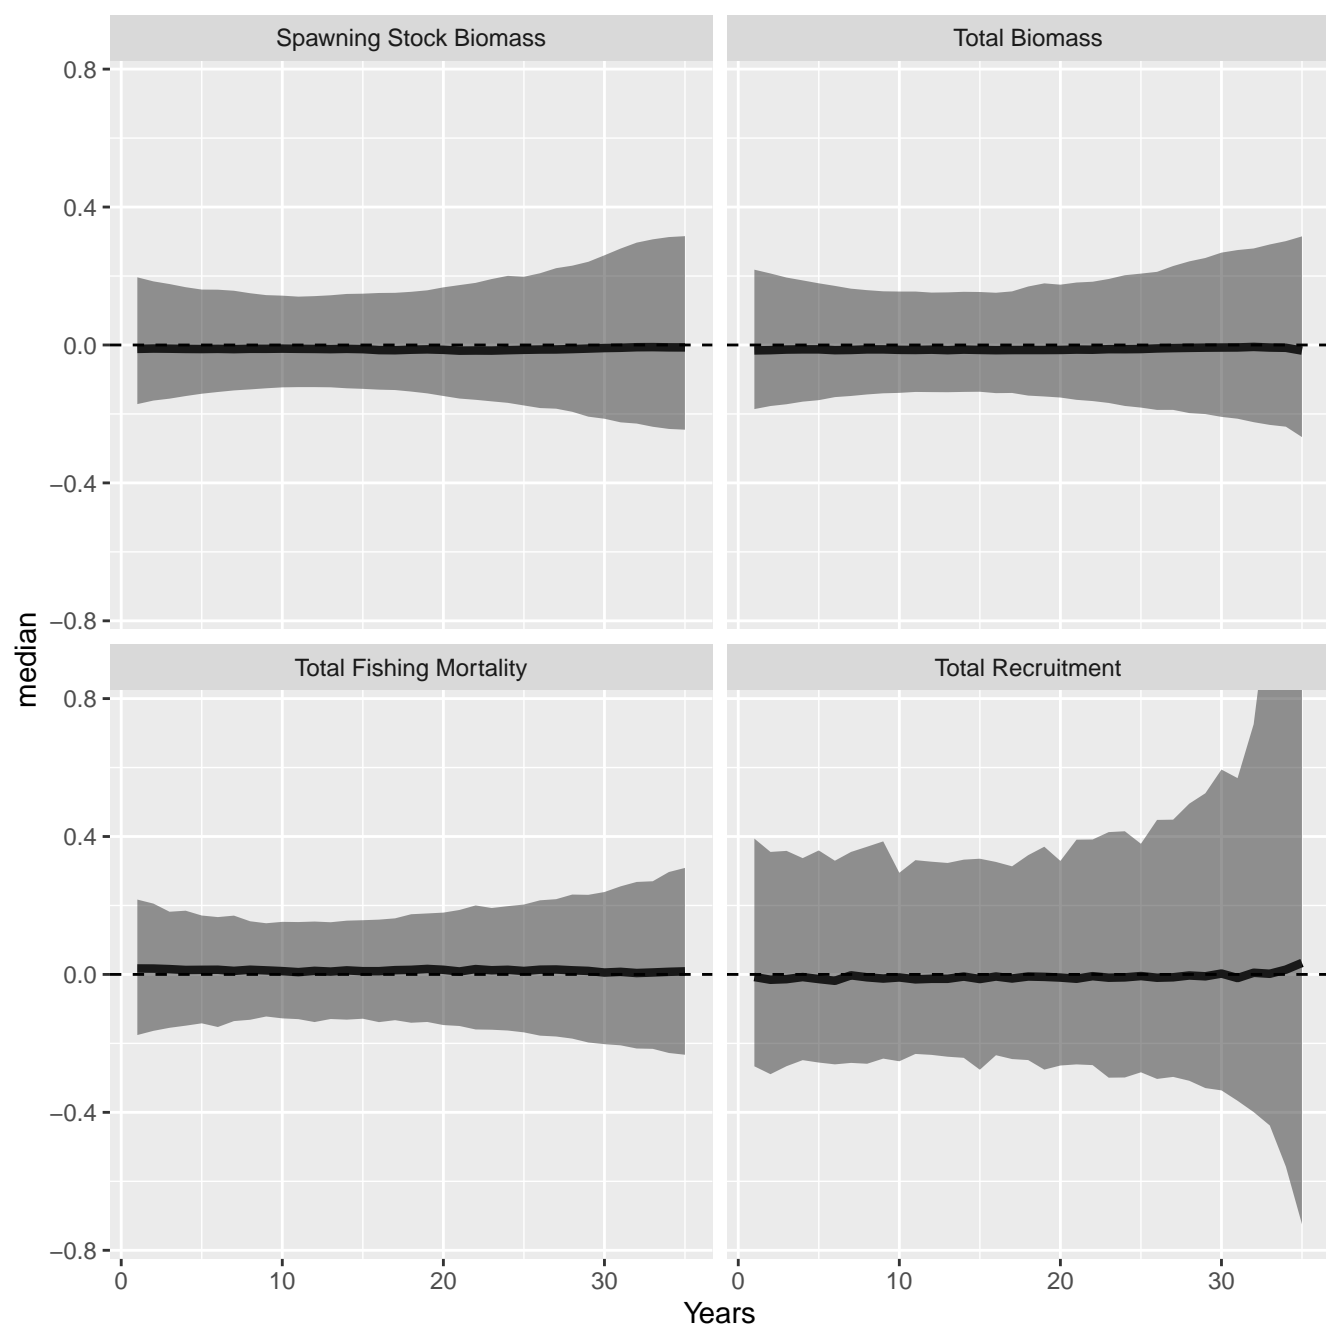 Spawning Stock Biomass
Total Biomass
0.8
0.4
0.0
−0.4
−0.8
median
Total Fishing Mortality
Total Recruitment
0.8
0.4
0.0
−0.4
−0.8
0 10 20 30
0 10 20 30
Years